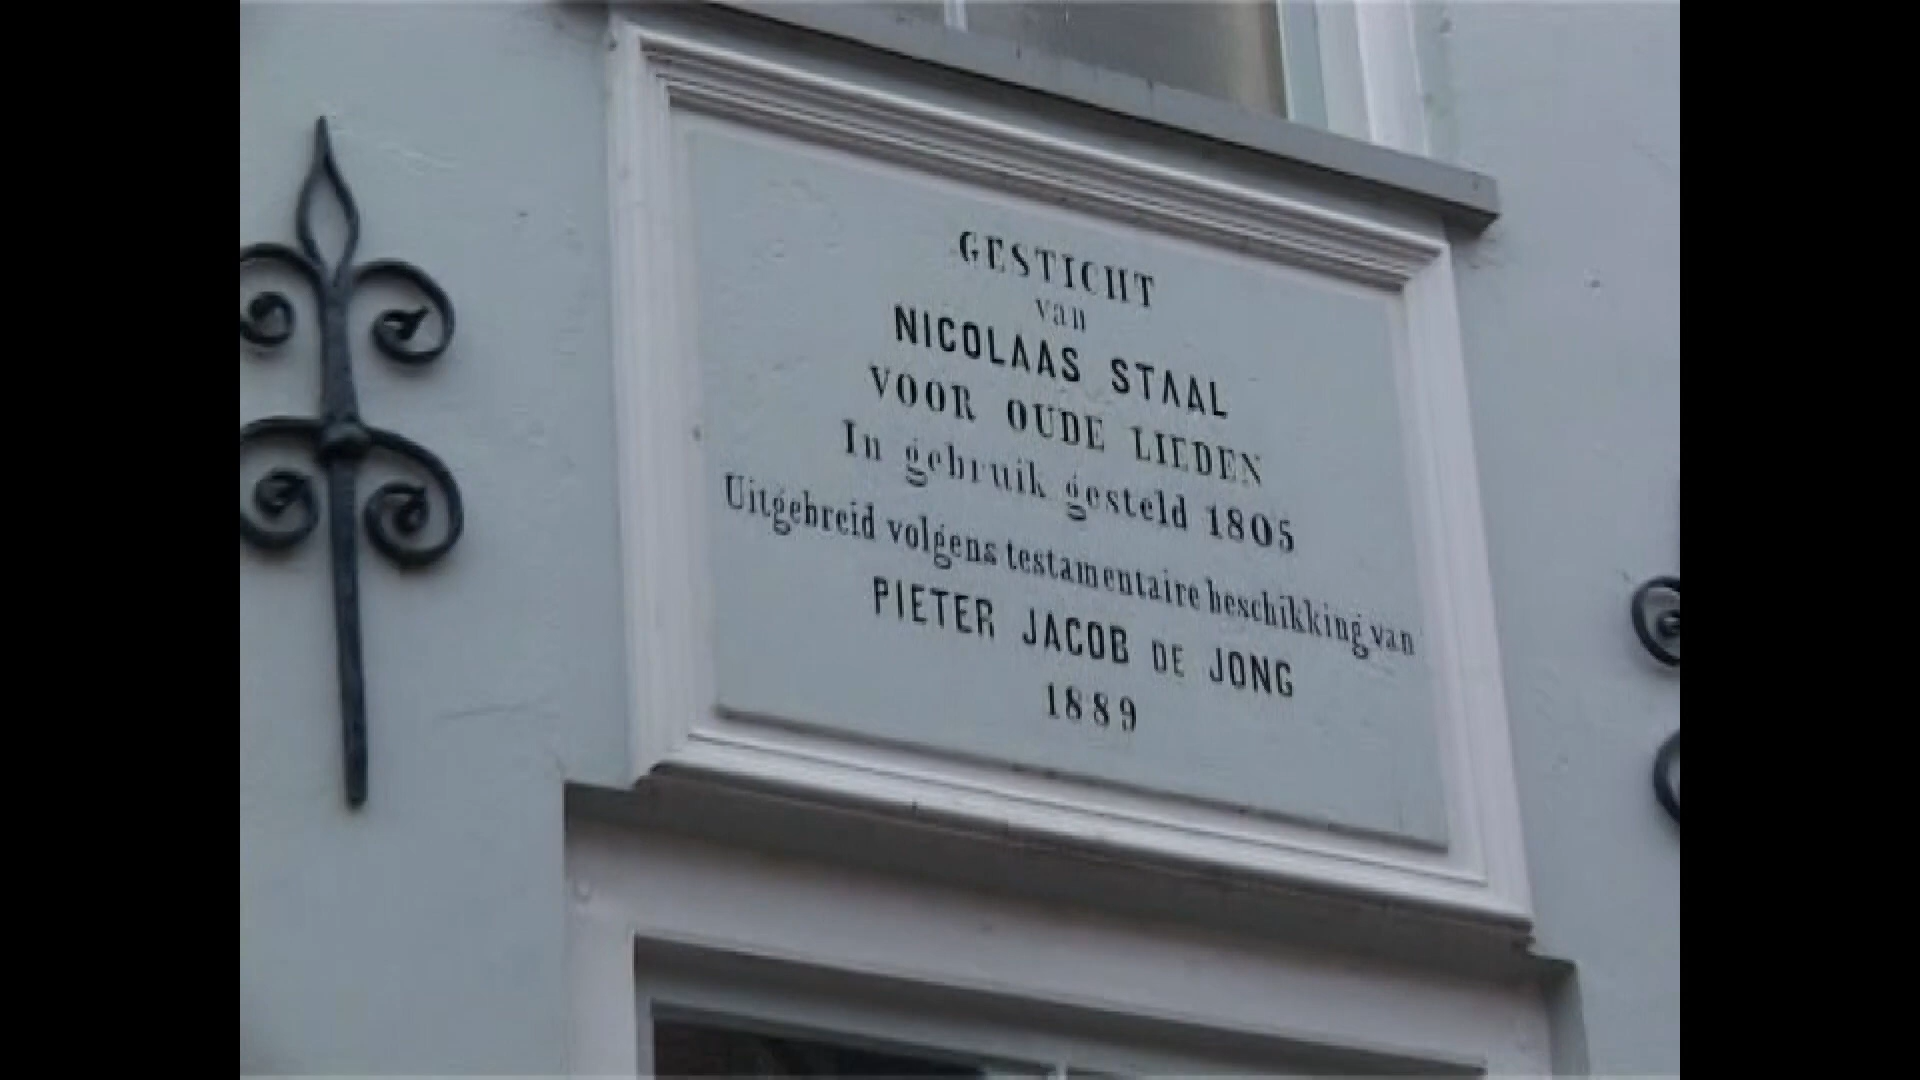 GESTICHT
van
NICOLAAS STAAL
VOOR OUDE LIEDEN
In gebruik gesteld 1805
Uitgebreid volgens testamentaire beschikking van
PIETER JACOB DE JONG
1889